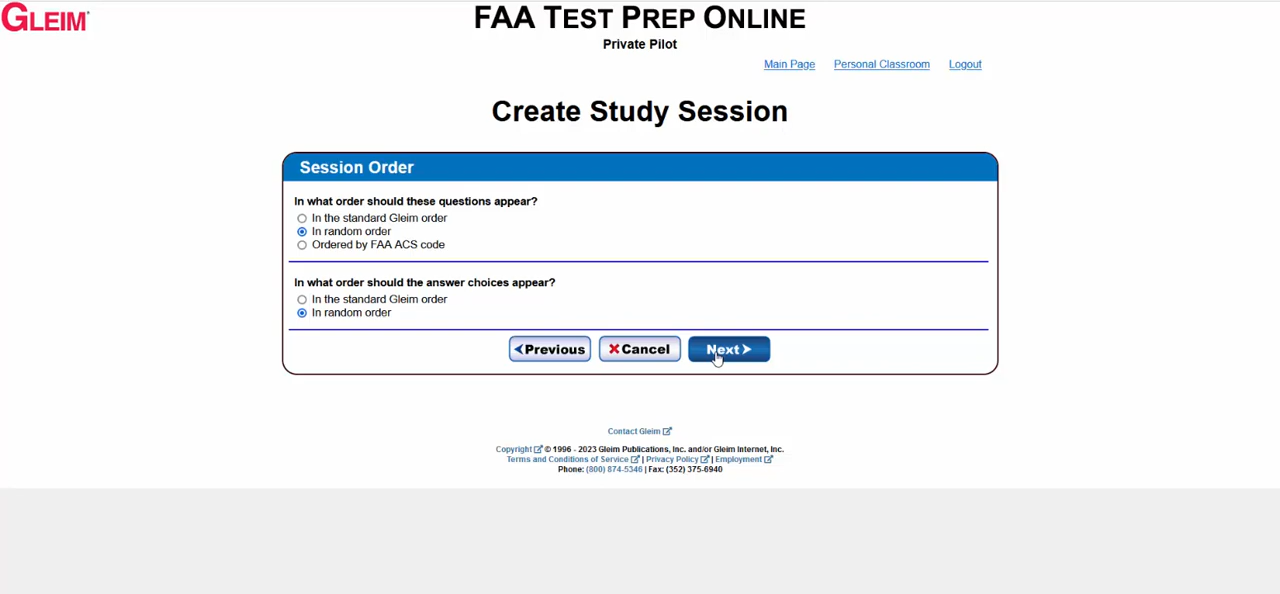 GLEIM®
FAA TEST PREP ONLINE
Private Pilot
Main Page Personal Classroom Logout
Create Study Session
Session Order
In what order should these questions appear?
In the standard Gleim order
In random order
Ordered by FAA ACS code
In what order should the answer choices appear?
In the standard Gleim order
In random order
Previous Cancel Next
Contact Gleim
Copyright © 1996 - 2023 Gleim Publications, Inc. and/or Gleim Internet, Inc.
Terms and Conditions of Service | Privacy Policy | Employment
Phone: (800) 874-5346 | Fax: (352) 375-6940